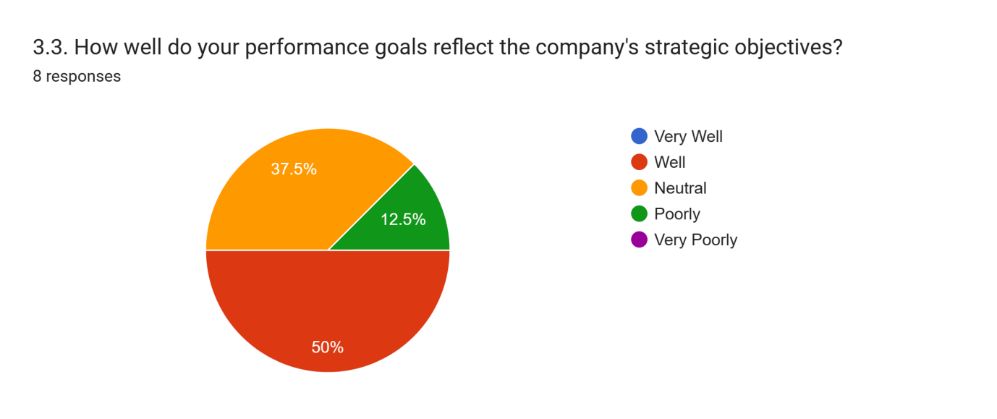 3.3. How well do your performance goals reflect the company's strategic objectives?
8 responses
37.5%
12.5%
50%
Very Well
Well
Neutral
Poorly
Very Poorly